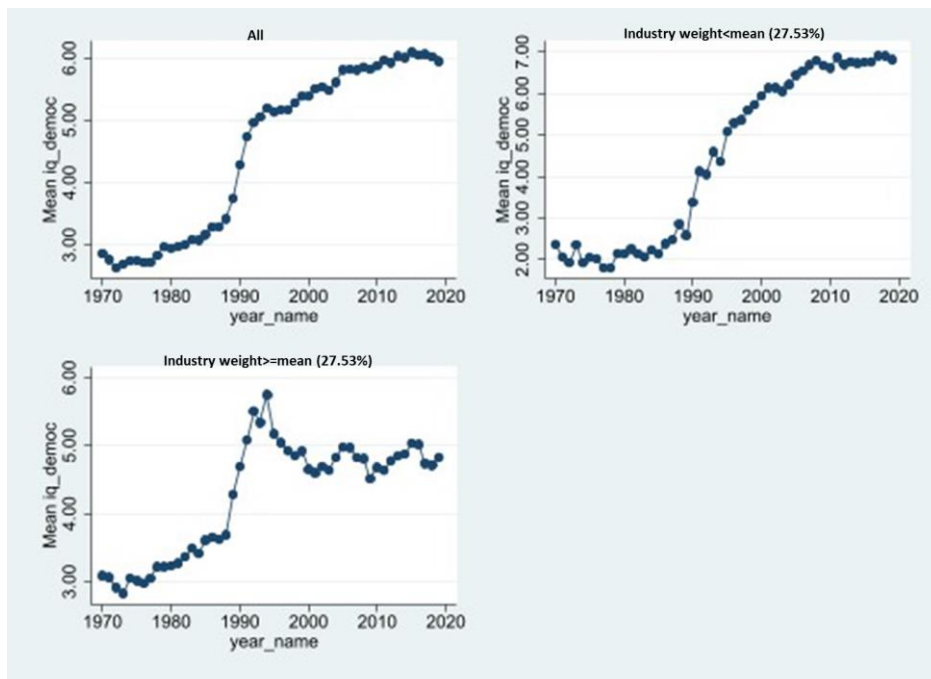 All
Mean iq_democ
6.00
5.00
4.00
3.00
1970 1980 1990 2000 2010 2020
year_name
Industry weight<mean (27.53%)
Mean iq_democ
7.00
6.00
5.00
4.00
3.00
2.00
1970 1980 1990 2000 2010 2020
year_name
Industry weight>=mean (27.53%)
Mean iq_democ
6.00
5.00
4.00
3.00
1970 1980 1990 2000 2010 2020
year_name